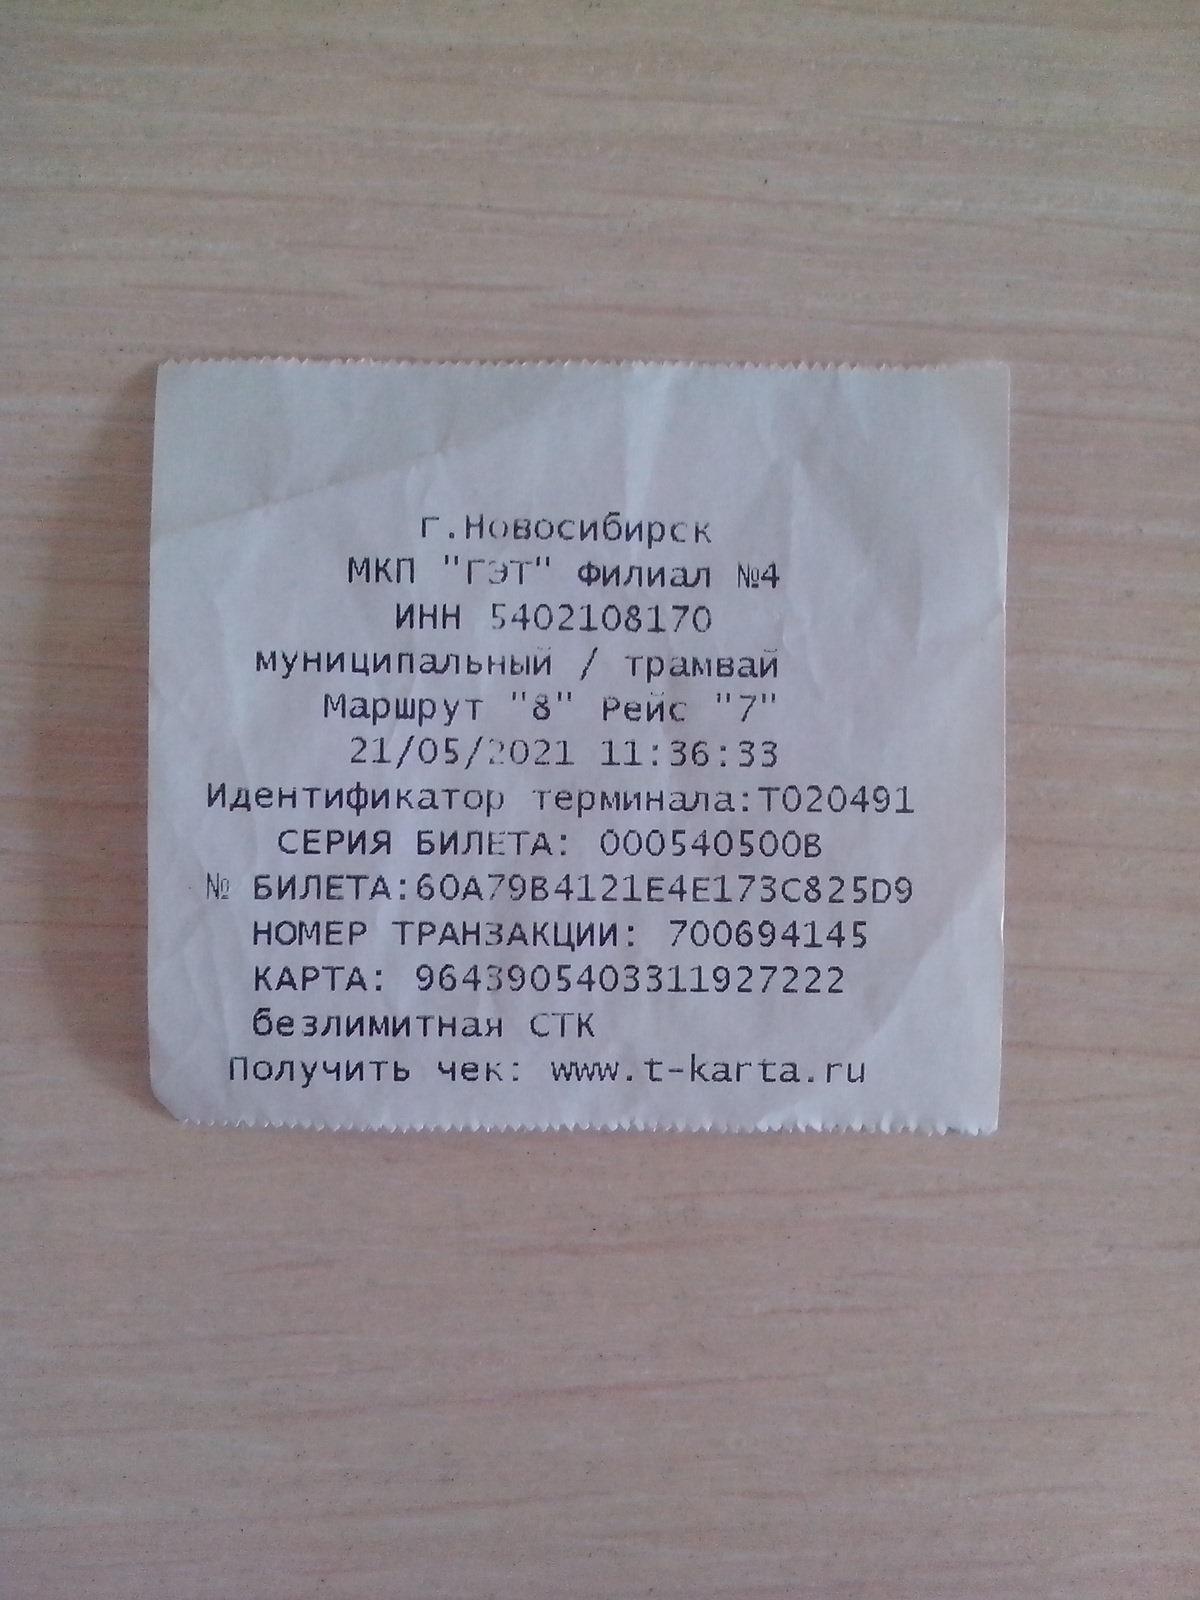 г.Новосибирск
МКП "ГЭТ" Филиал №4
ИНН 5402108170
муниципальный / трамвай
Маршрут "8" Рейс "7"
21/05/2021 11:36:33
Идентификатор терминала:Т020491
СЕРИЯ БИЛЕТА: 000540500В
№ БИЛЕТА:60A79B4121E4E173C825D9
НОМЕР ТРАНЗАКЦИИ: 700694145
КАРТА: 9643905403311927222
безлимитная СТК
Получить чек: www.t-karta.ru